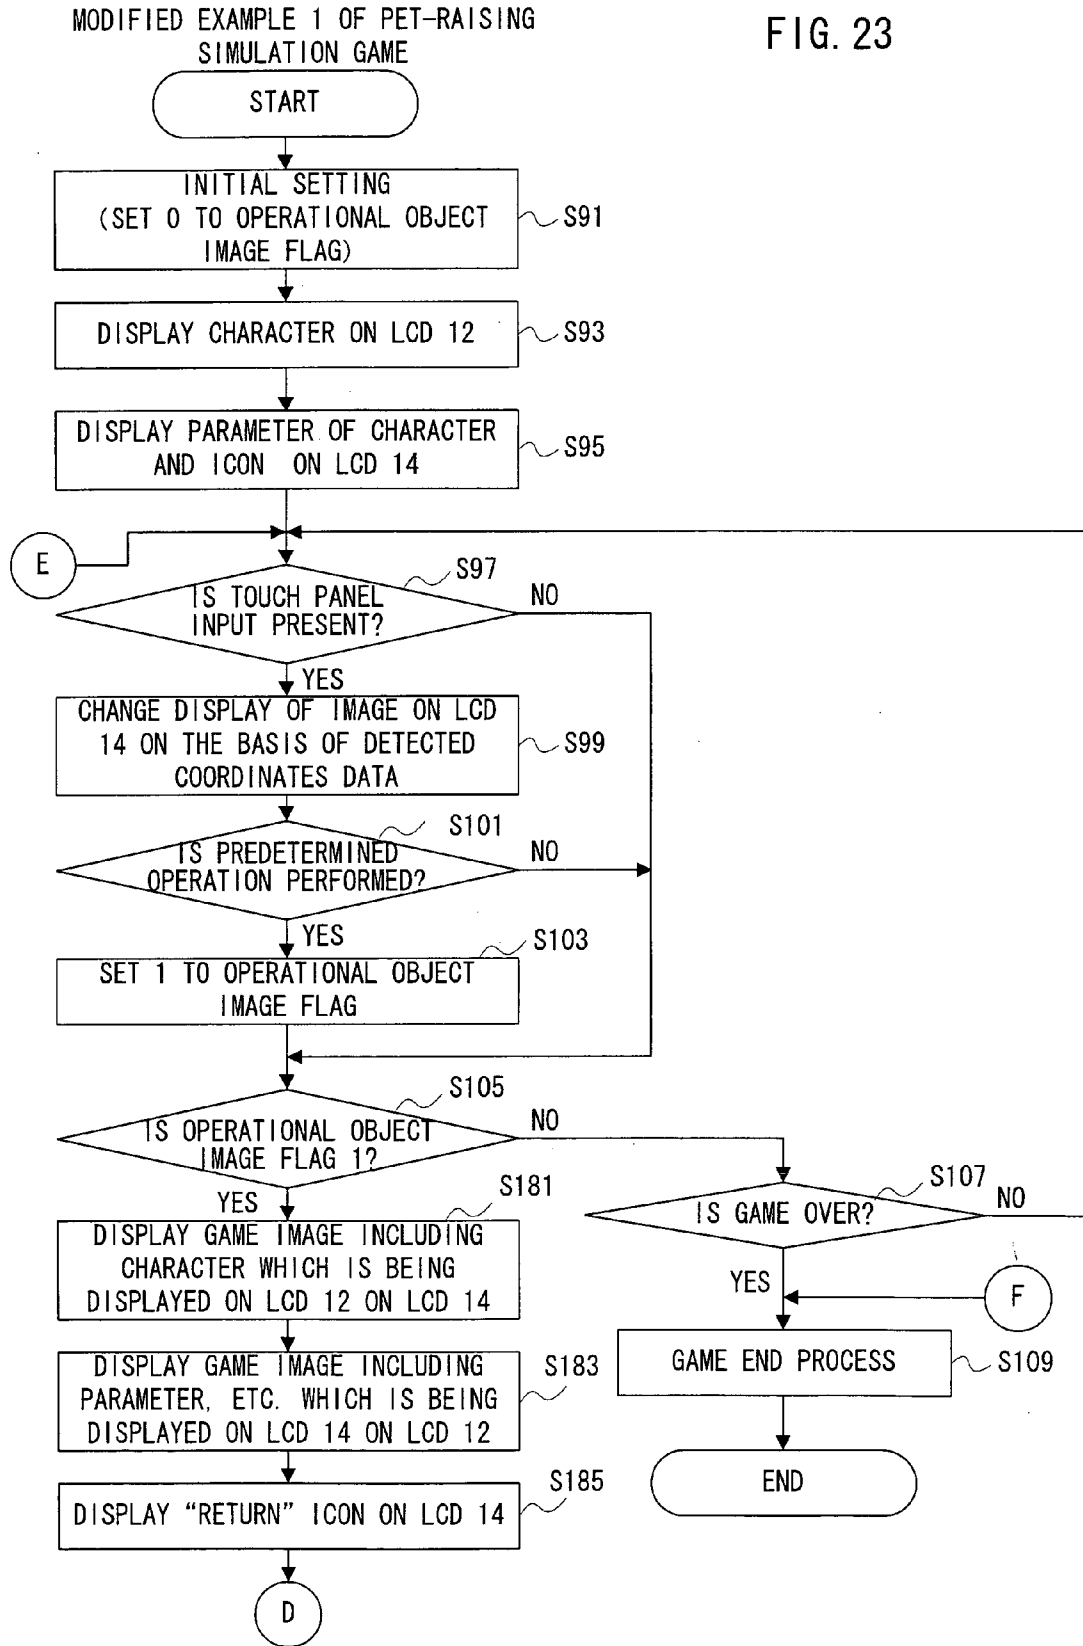 MODIFIED EXAMPLE 1 OF PET-RAISING
SIMULATION GAME
FIG. 23
START
INITIAL SETTING
(SET 0 TO OPERATIONAL OBJECT
IMAGE FLAG)
S91
DISPLAY CHARACTER ON LCD 12
S93
DISPLAY PARAMETER OF CHARACTER
AND ICON ON LCD 14
S95
E
S97
IS TOUCH PANEL
INPUT PRESENT?
NO
YES
CHANGE DISPLAY OF IMAGE ON LCD
14 ON THE BASIS OF DETECTED
COORDINATES DATA
S99
S101
IS PREDETERMINED
OPERATION PERFORMED?
NO
YES
S103
SET 1 TO OPERATIONAL OBJECT
IMAGE FLAG
S105
IS OPERATIONAL OBJECT
IMAGE FLAG 1?
NO
YES
S107
IS GAME OVER?
NO
YES
F
S181
DISPLAY GAME IMAGE INCLUDING
CHARACTER WHICH IS BEING
DISPLAYED ON LCD 12 ON LCD 14
GAME END PROCESS
S109
DISPLAY GAME IMAGE INCLUDING
PARAMETER, ETC. WHICH IS BEING
DISPLAYED ON LCD 14 ON LCD 12
S183
END
DISPLAY “RETURN” ICON ON LCD 14
S185
D